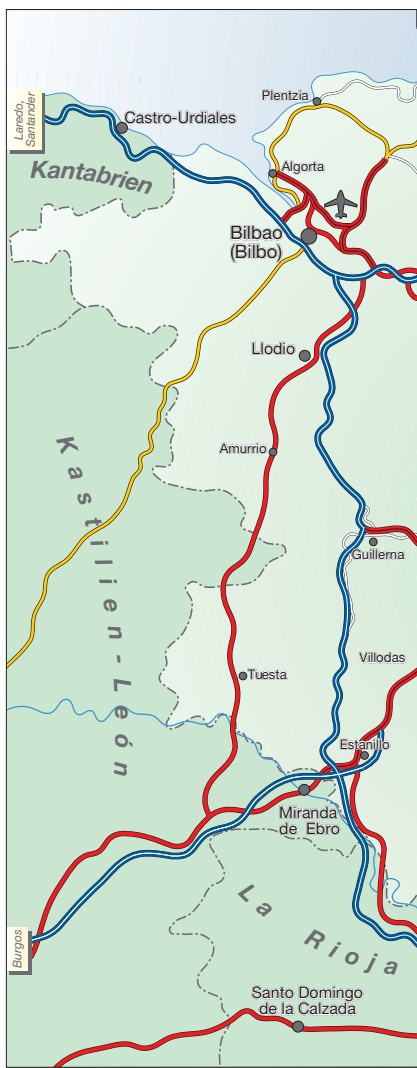 Plentzia
Laredo,
Santander
Castro-Urdiales
Kantabrien
Algorta
Bilbao
(Bilbo)
Llodio
Amurrio
Kastilien-León
Guillerna
Villodas
Tuesta
Estanillo
Miranda
de Ebro
La Rioja
Burgos
Santo Domingo
de la Calzada